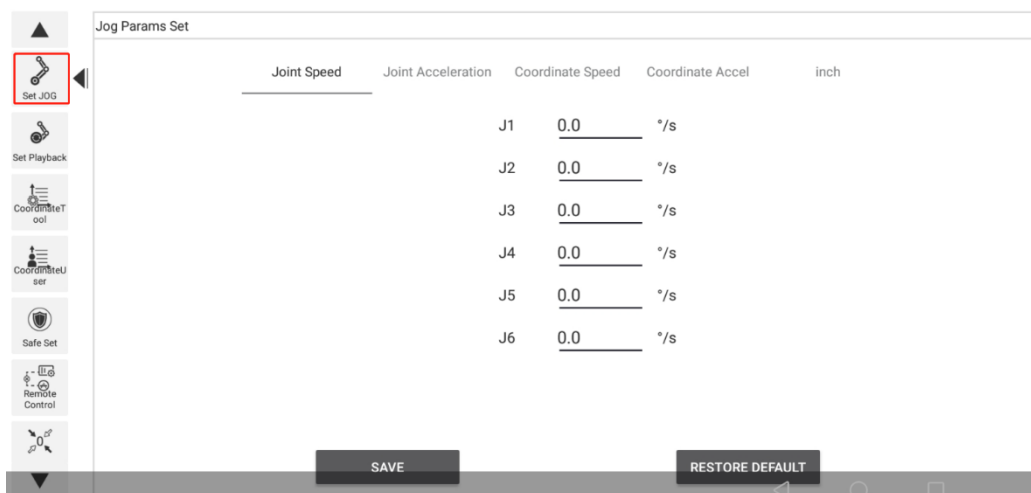 Jog Params Set
Set JOG
Set Playback
CoordinateT
ool
CoordinateU
ser
Safe Set
Remote
Control
0
Joint Speed Joint Acceleration Coordinate Speed Coordinate Accel inch
J1 0.0 °/s
J2 0.0 °/s
J3 0.0 °/s
J4 0.0 °/s
J5 0.0 °/s
J6 0.0 °/s
SAVE RESTORE DEFAULT